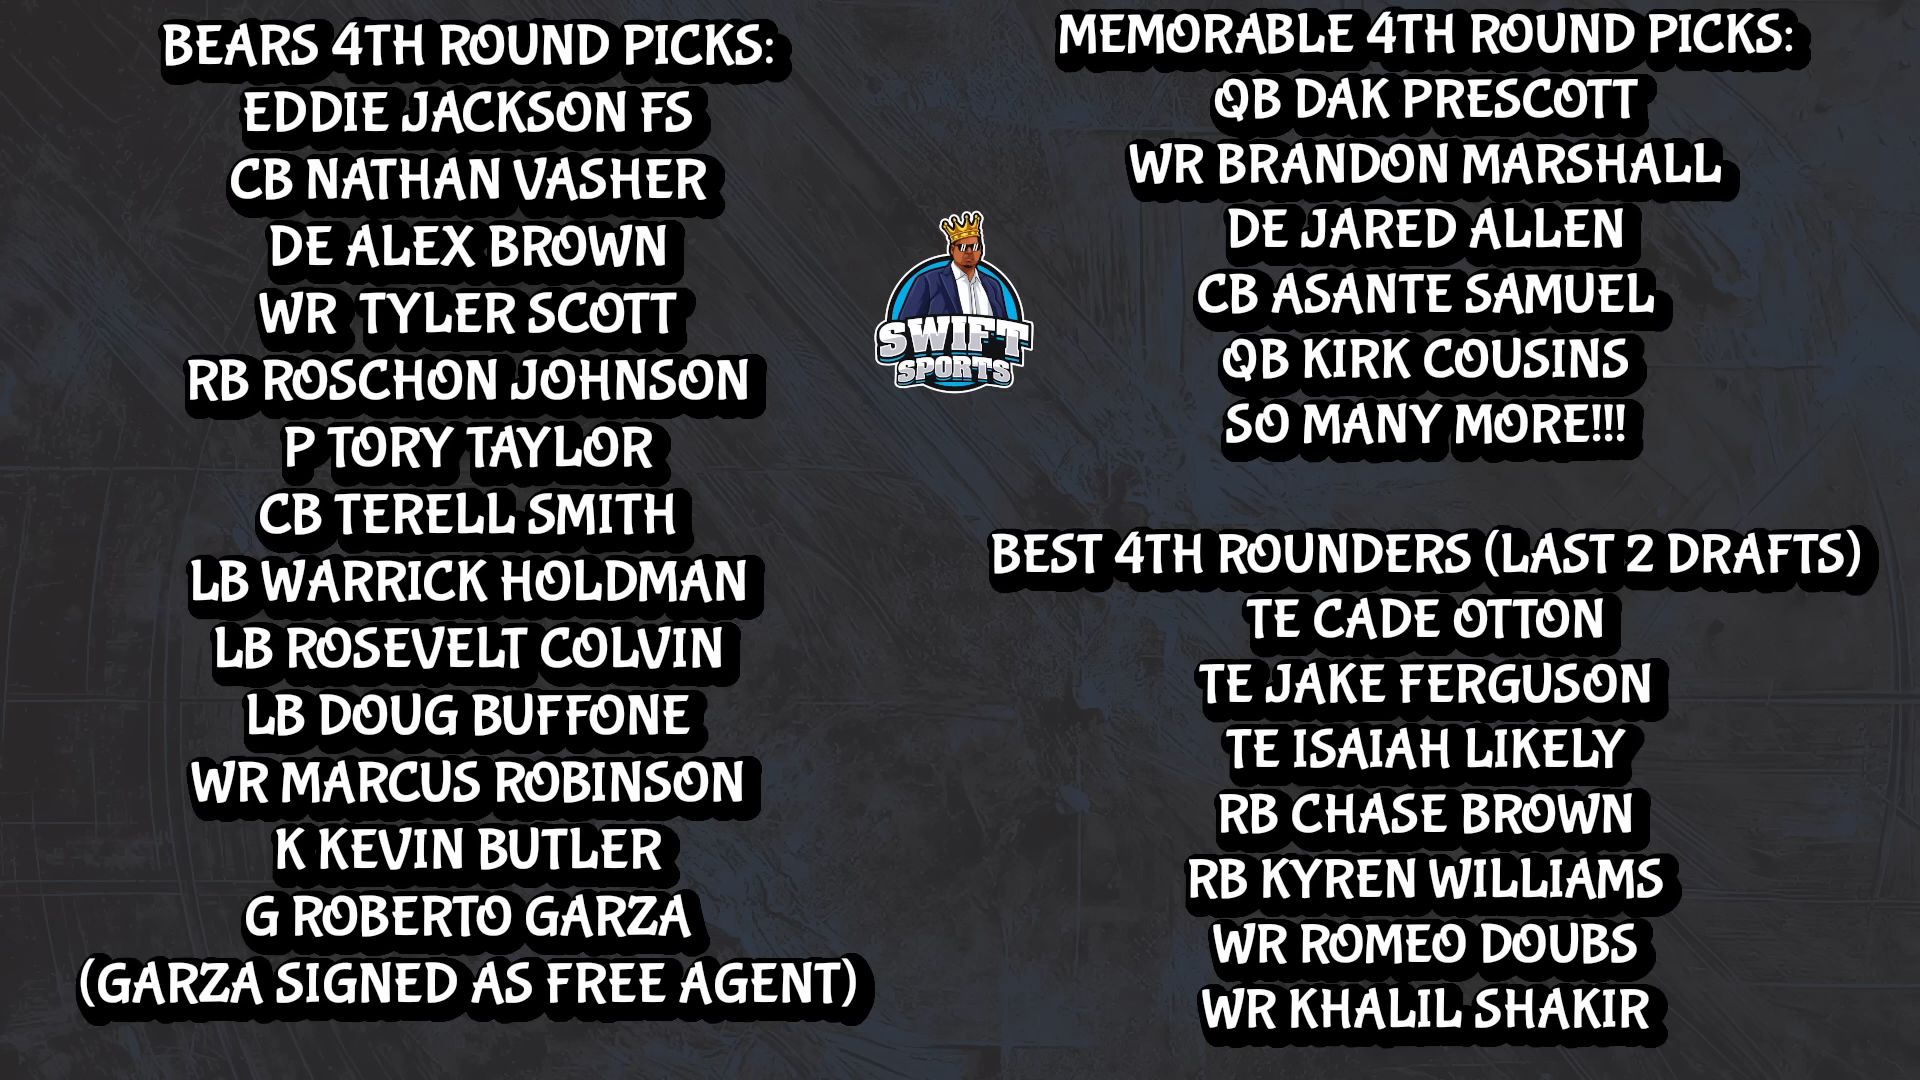 BEARS 4TH ROUND PICKS:
EDDIE JACKSON FS
CB NATHAN VASHER
DE ALEX BROWN
WR TYLER SCOTT
RB ROSCHON JOHNSON
P TORY TAYLOR
CB TERELL SMITH
LB WARRICK HOLDMAN
LB ROSEVELT COLVIN
LB DOUG BUFFONE
WR MARCUS ROBINSON
K KEVIN BUTLER
G ROBERTO GARZA
(GARZA SIGNED AS FREE AGENT)
SWIFT
SPORTS
MEMORABLE 4TH ROUND PICKS:
QB DAK PRESCOTT
WR BRANDON MARSHALL
DE JARED ALLEN
CB ASANTE SAMUEL
QB KIRK COUSINS
SO MANY MORE!!!
BEST 4TH ROUNDERS (LAST 2 DRAFTS)
TE CADE OTTON
TE JAKE FERGUSON
TE ISAIAH LIKELY
RB CHASE BROWN
RB KYREN WILLIAMS
WR ROMEO DOUBS
WR KHALIL SHAKIR